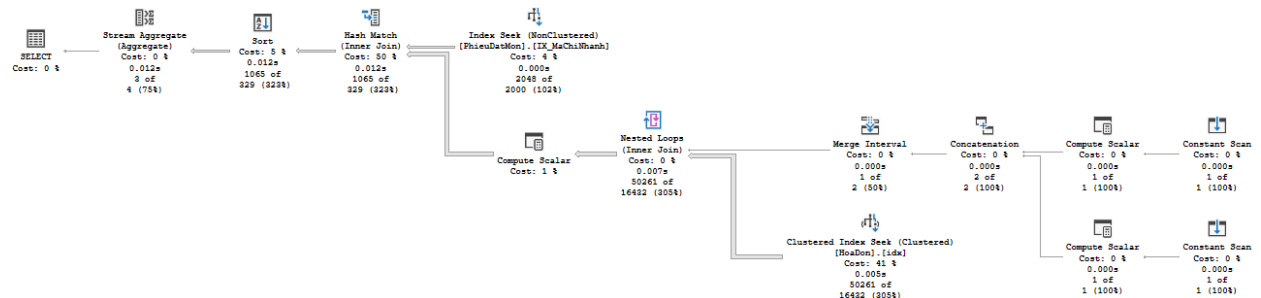 SELECT
Cost: 0 %
Stream Aggregate
(Aggregate)
Cost: 0 %
0.012s
3 of
4 (75%)
Sort
Cost: 5 %
0.012s
1065 of
329 (323%)
Hash Match
(Inner Join)
Cost: 50 %
0.012s
1065 of
329 (323%)
Index Seek (NonClustered)
[PhieuDatMon].[IX_MaChiNhanh]
Cost: 4 %
0.000s
2048 of
2000 (102%)
Compute Scalar
Cost: 1 %
Nested Loops
(Inner Join)
Cost: 0 %
0.007s
50261 of
16432 (305%)
Merge Interval
Cost: 0 %
0.000s
1 of
2 (50%)
Concatenation
Cost: 0 %
0.000s
2 of
2 (100%)
Compute Scalar
Cost: 0 %
0.000s
1 of
1 (100%)
Constant Scan
Cost: 0 %
0.000s
1 of
1 (100%)
Clustered Index Seek (Clustered)
[HoaDon].[idx]
Cost: 41 %
0.005s
50261 of
16432 (305%)
Compute Scalar
Cost: 0 %
0.000s
1 of
1 (100%)
Constant Scan
Cost: 0 %
0.000s
1 of
1 (100%)